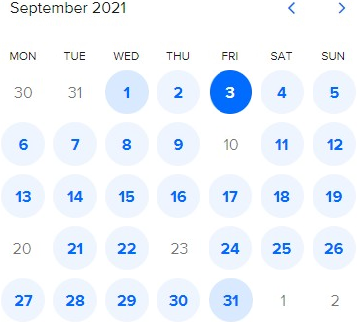 September 2021
MON TUE WED THU FRI SAT SUN
30 31 1 2 3 4 5
6 7 8 9 10 11 12
13 14 15 16 17 18 19
20 21 22 23 24 25 26
27 28 29 30 31 1 2